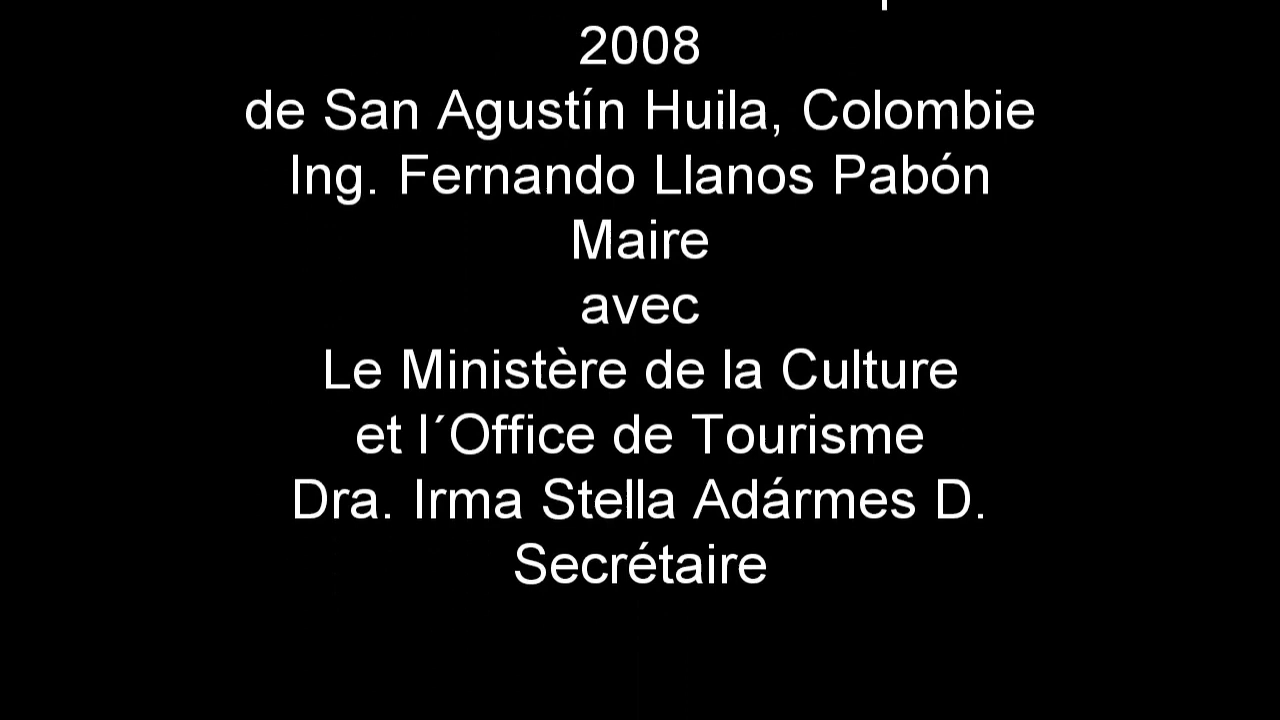 2008
de San Agustín Huila, Colombie
Ing. Fernando Llanos Pabón
Maire
avec
Le Ministère de la Culture
et l´Office de Tourisme
Dra. Irma Stella Adármes D.
Secrétaire